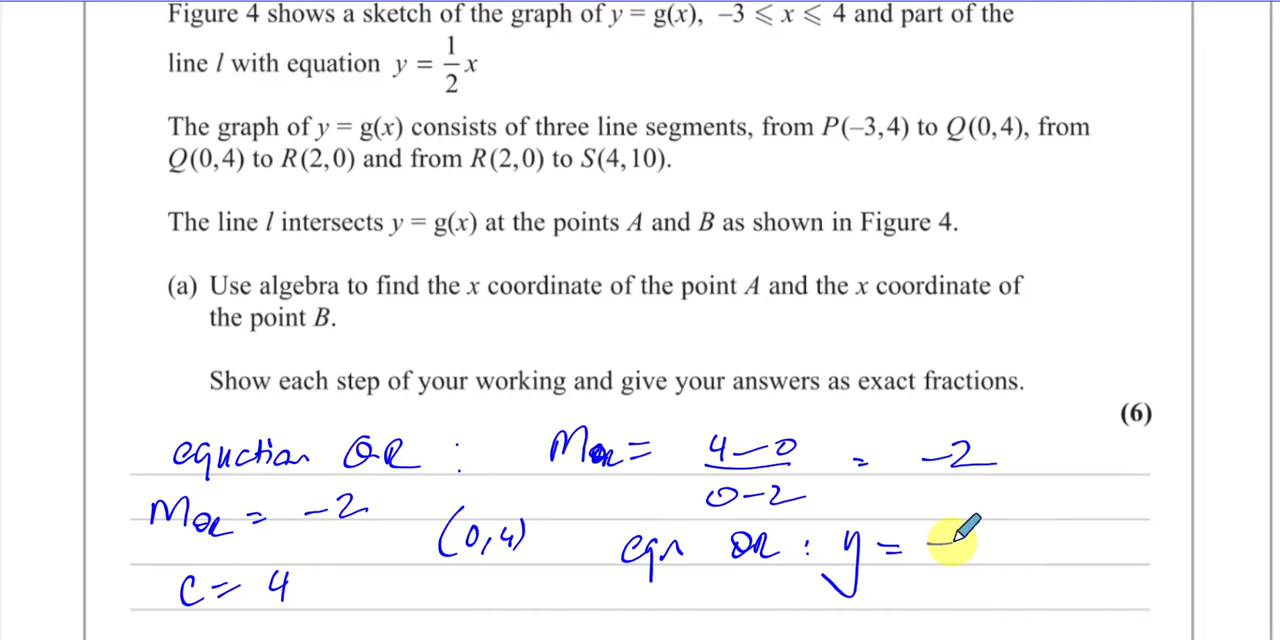 Figure 4 shows a sketch of the graph of y = g(x), −3 ⩽ x ⩽ 4 and part of the
line l with equation y = 1/2 x
The graph of y = g(x) consists of three line segments, from P(–3,4) to Q(0,4), from
Q(0,4) to R(2,0) and from R(2,0) to S(4,10).
The line l intersects y = g(x) at the points A and B as shown in Figure 4.
(a) Use algebra to find the x coordinate of the point A and the x coordinate of
the point B.
Show each step of your working and give your answers as exact fractions.
(6)
equation QR : MQR = 4-0/0-2 = -2
MQR = -2 (0,4)
eqn QR : y = -
C = 4